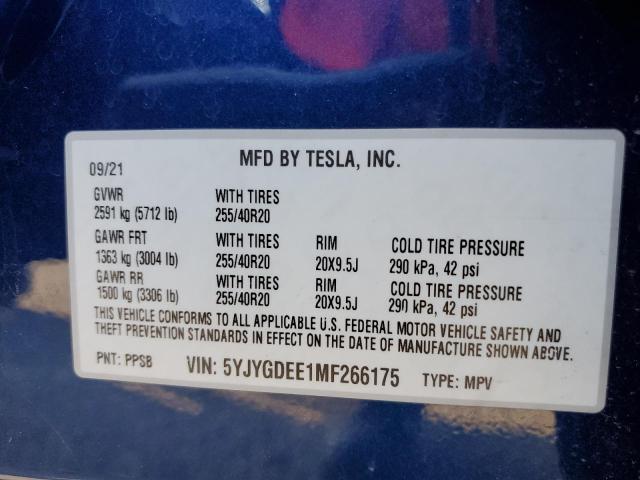 MFD BY TESLA, INC.
09/21
GVWR WITH TIRES
2591 kg (5712 lb) 255/40R20
GAWR FRT WITH TIRES RIM COLD TIRE PRESSURE
1363 kg (3004 lb) 255/40R20 20X9.5J 290 kPa, 42 psi
GAWR RR WITH TIRES RIM COLD TIRE PRESSURE
1500 kg (3306 lb) 255/40R20 20X9.5J 290 kPa, 42 psi
THIS VEHICLE CONFORMS TO ALL APPLICABLE U.S. FEDERAL MOTOR VEHICLE SAFETY AND
THEFT PREVENTION STANDARDS IN EFFECT ON THE DATE OF MANUFACTURE SHOWN ABOVE.
PNT: PPSB VIN: 5YJYGDEE1MF266175 TYPE: MPV